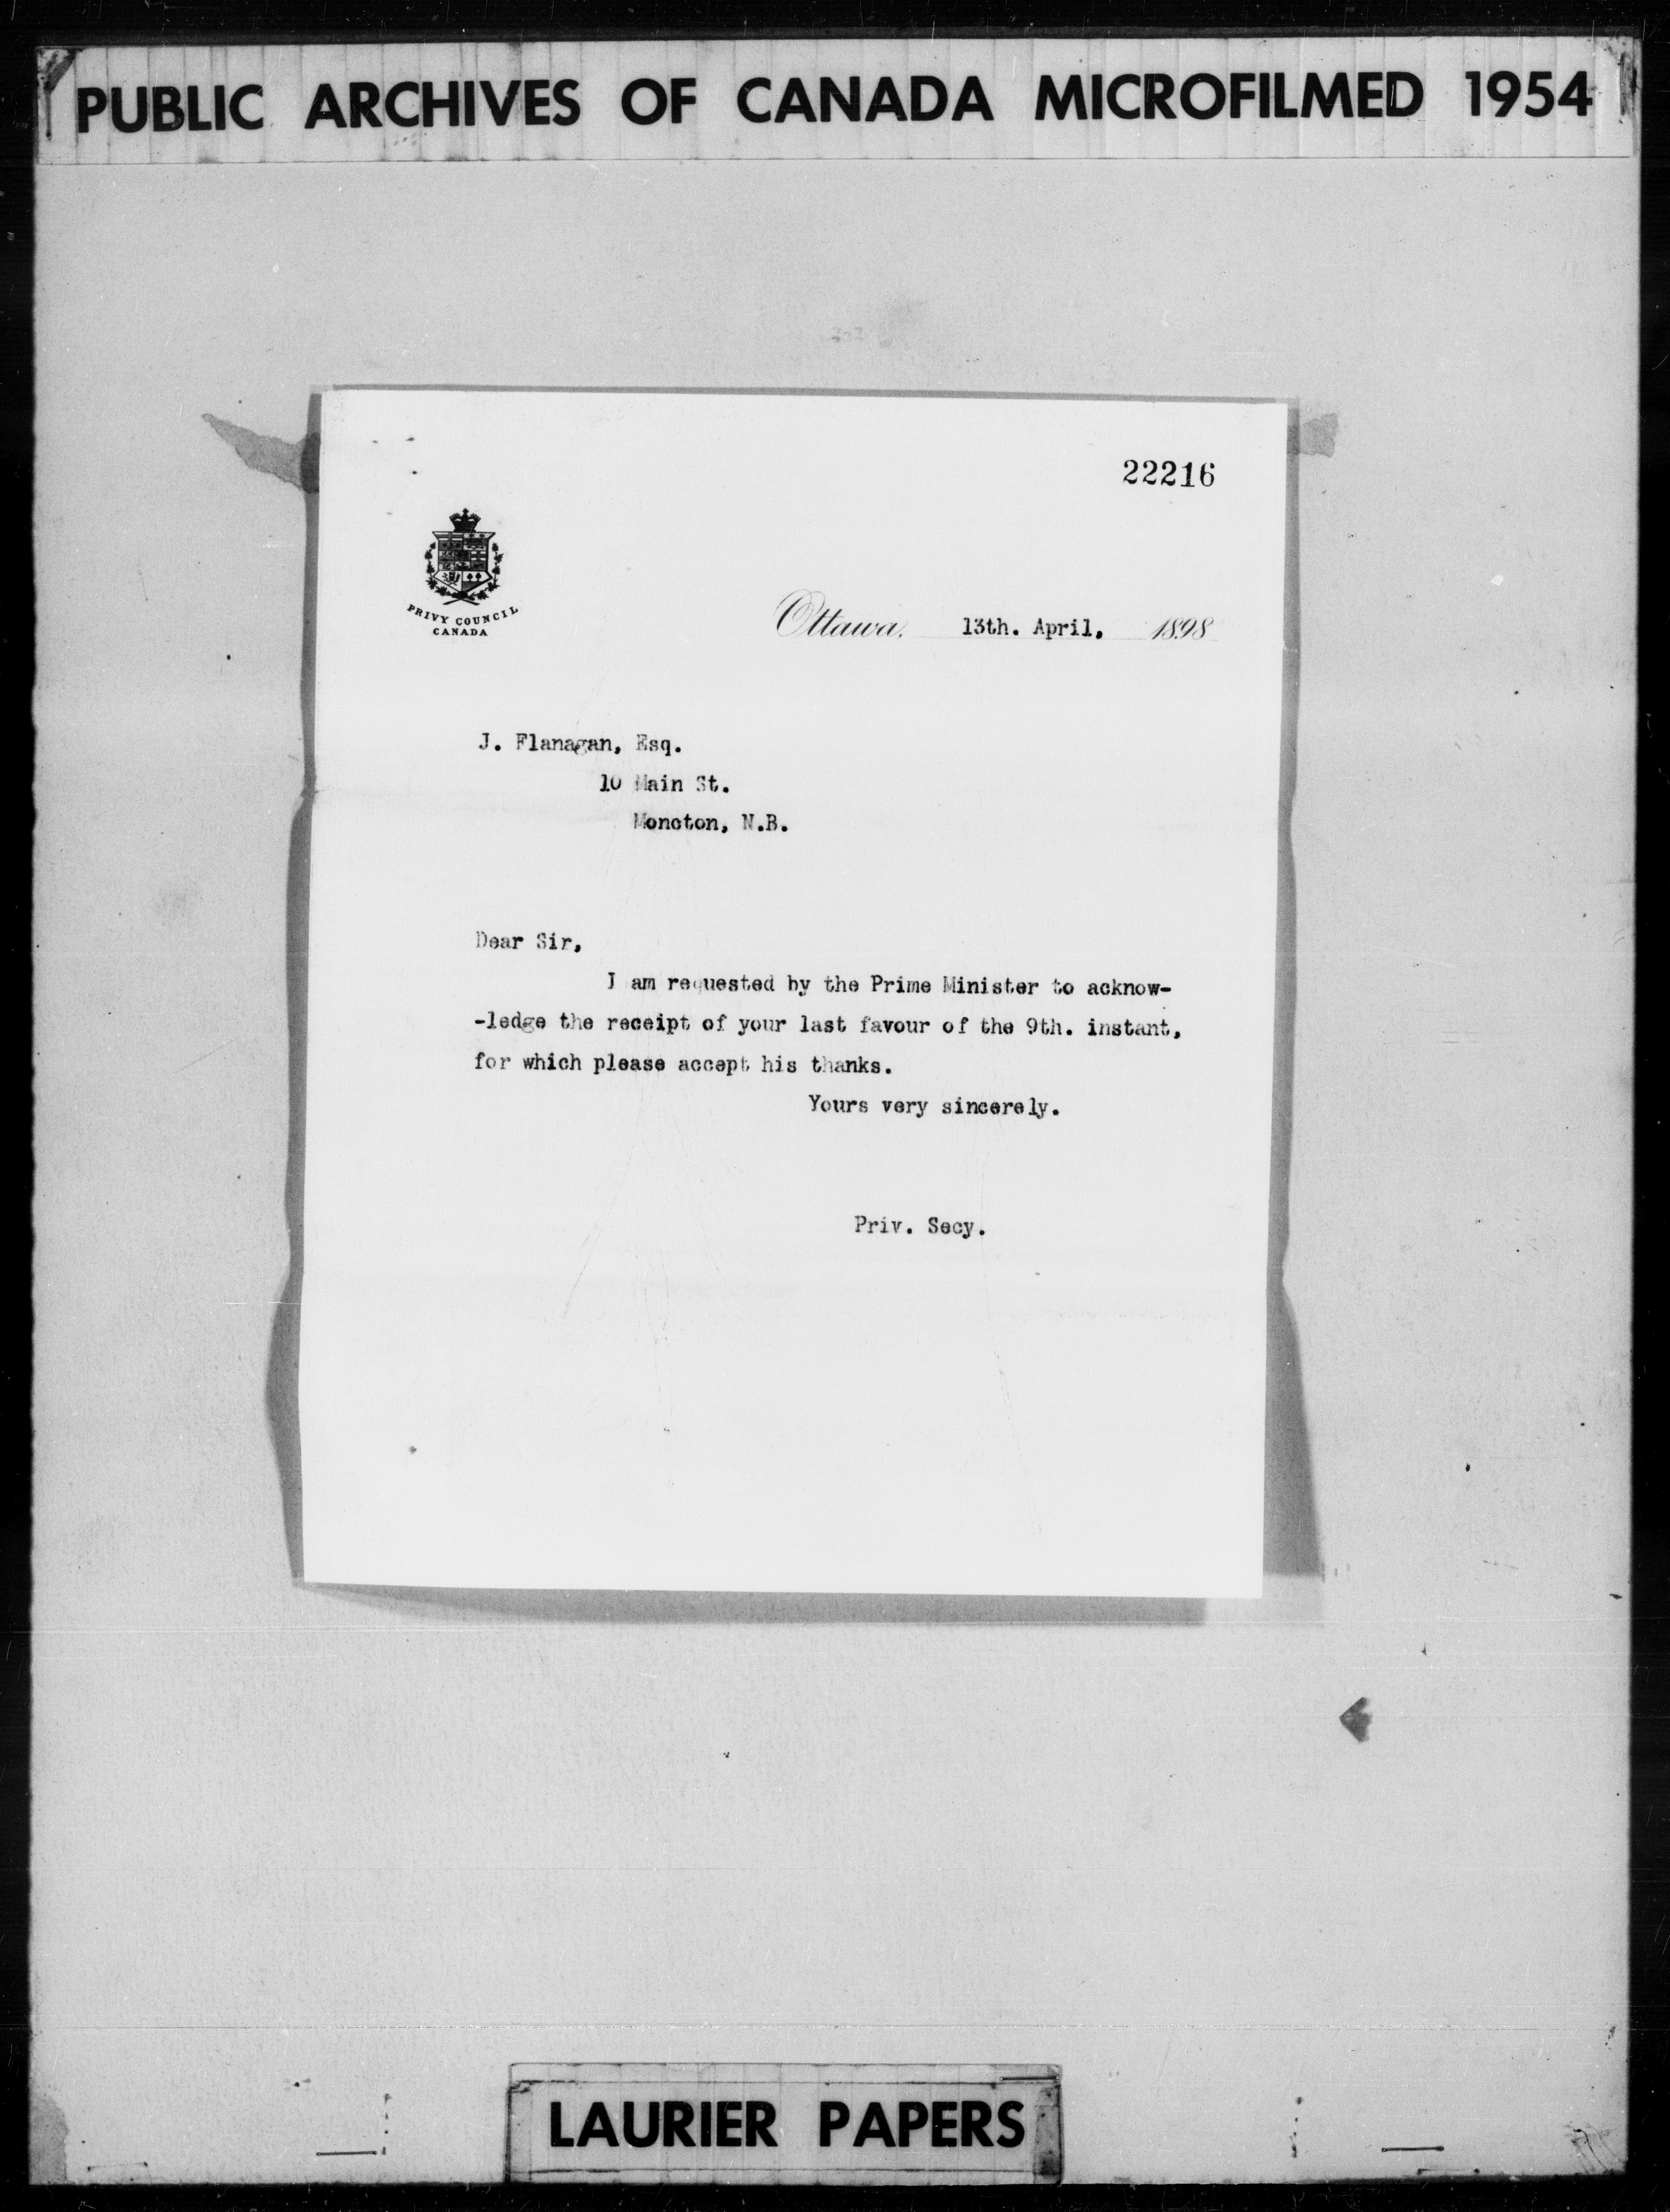 PUBLIC ARCHIVES OF CANADA MICROFILMED 1954
22216
PRIVY COUNCIL
CANADA
Ottawa, 13th. April, 1898
J. Flanagan, Esq.
10 Main St.
Moncton, N.B.
Dear Sir,
I am requested by the Prime Minister to acknow-
-ledge the receipt of your last favour of the 9th. instant,
for which please accept his thanks.
Yours very sincerely.
Priv. Secy.
LAURIER PAPERS